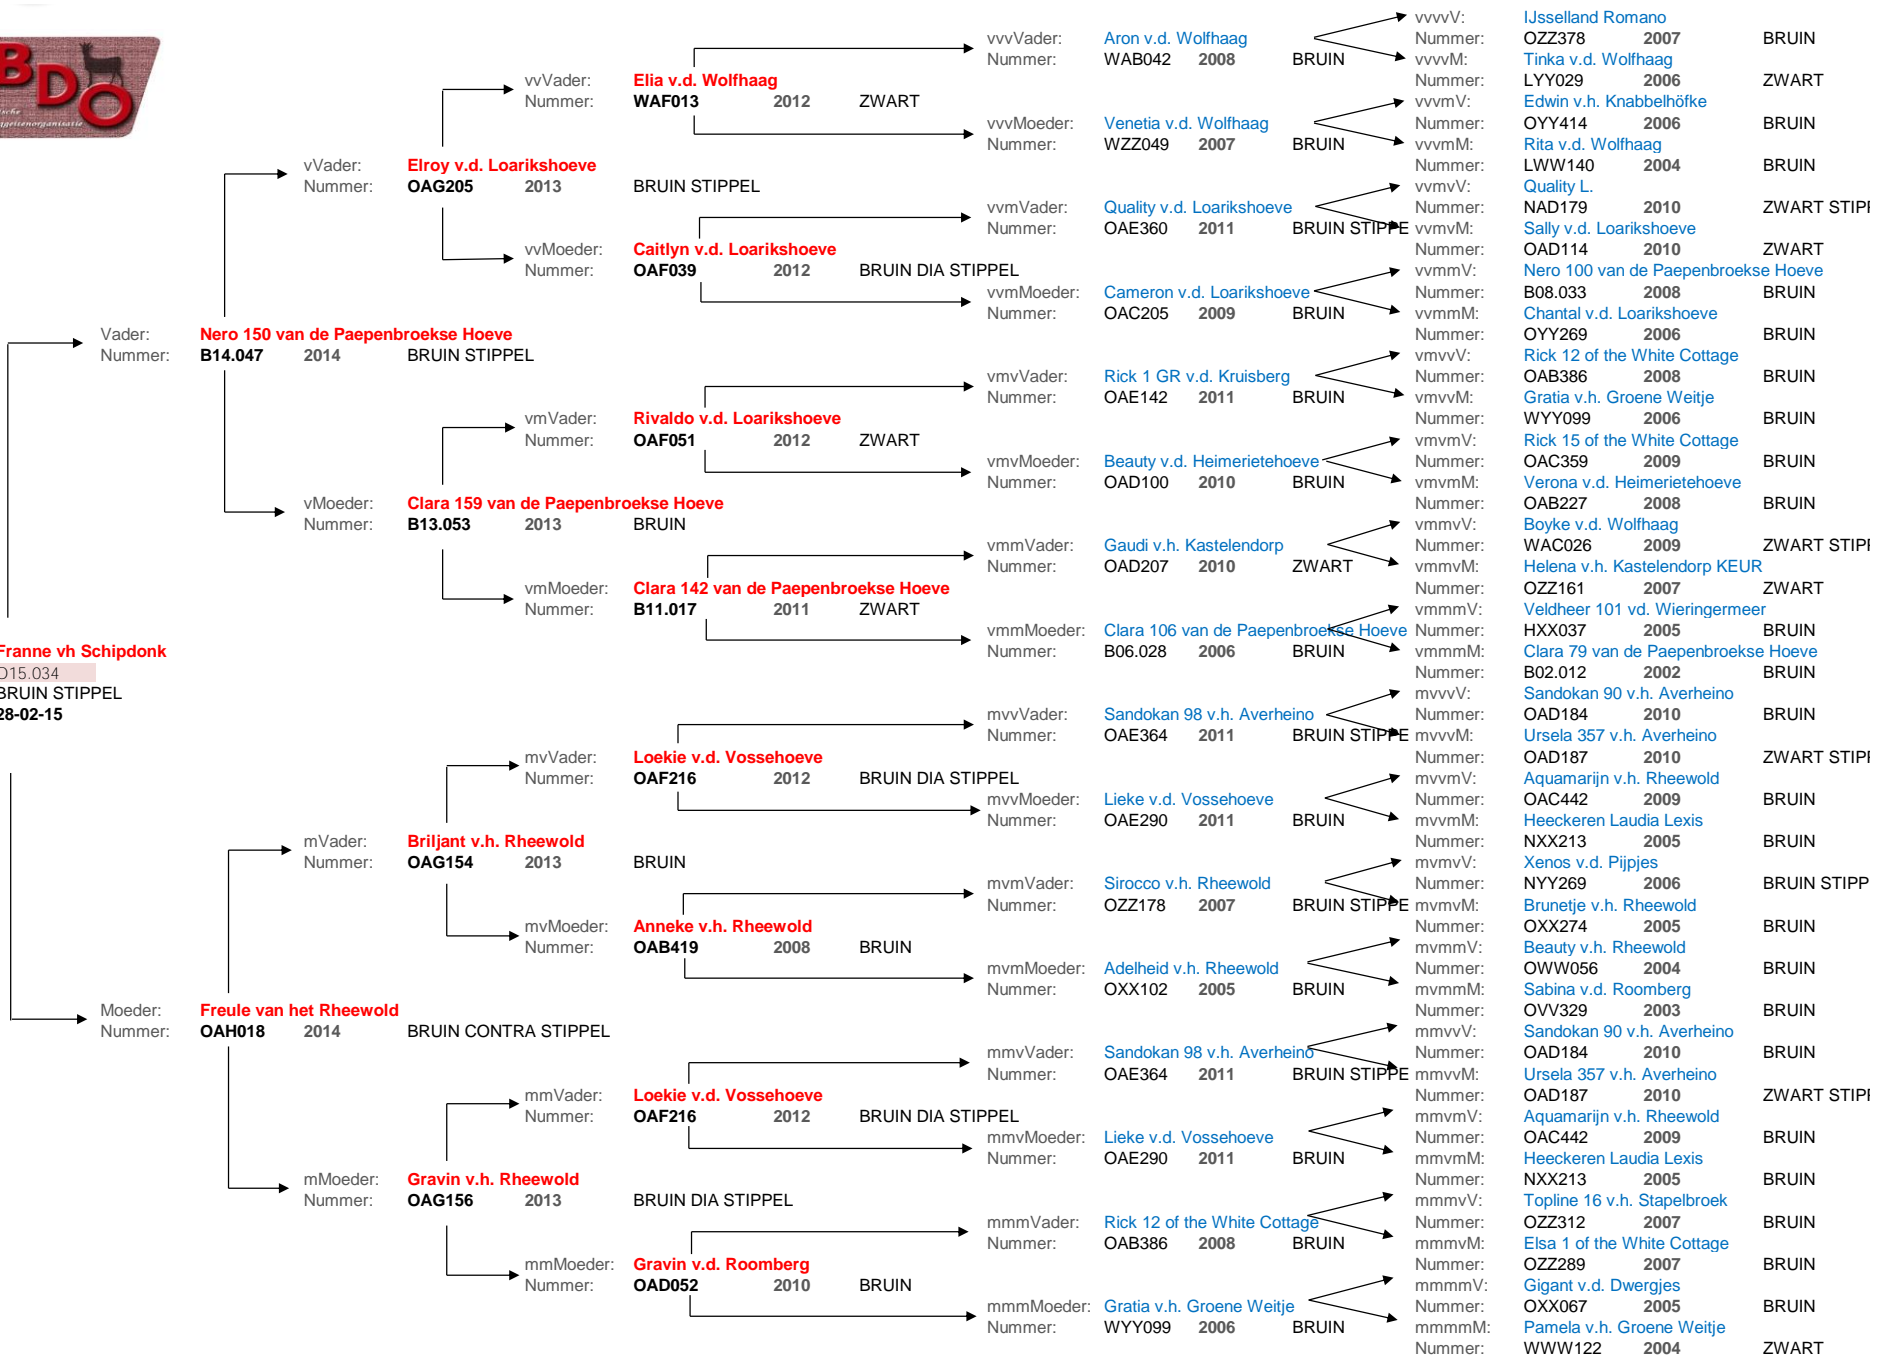 BDO
Franne vh Schipdonk
D15.034
BRUIN STIPPEL
28-02-15
Vader: Nero 150 van de Paepenbroekse Hoeve
Nummer: B14.047 2014 BRUIN STIPPEL
Moeder: Freule van het Rheewold
Nummer: OAH018 2014 BRUIN CONTRA STIPPEL
vVader: Elroy v.d. Loarikshoeve
Nummer: OAG205 2013 BRUIN STIPPEL
vMoeder: Clara 159 van de Paepenbroekse Hoeve
Nummer: B13.053 2013 BRUIN
mVader: Briljant v.h. Rheewold
Nummer: OAG154 2013 BRUIN
mMoeder: Gravin v.h. Rheewold
Nummer: OAG156 2013 BRUIN DIA STIPPEL
vvVader: Elia v.d. Wolfhaag
Nummer: WAF013 2012 ZWART
vvMoeder: Caitlyn v.d. Loarikshoeve
Nummer: OAF039 2012 BRUIN DIA STIPPEL
vmVader: Rivaldo v.d. Loarikshoeve
Nummer: OAF051 2012 ZWART
vmMoeder: Clara 142 van de Paepenbroekse Hoeve
Nummer: B11.017 2011 ZWART
mvVader: Loekie v.d. Vossehoeve
Nummer: OAF216 2012 BRUIN DIA STIPPEL
mvMoeder: Anneke v.h. Rheewold
Nummer: OAB419 2008 BRUIN
mmVader: Loekie v.d. Vossehoeve
Nummer: OAF216 2012 BRUIN DIA STIPPEL
mmMoeder: Gravin v.d. Roomberg
Nummer: OAD052 2010 BRUIN
vvvVader: Aron v.d. Wolfhaag
Nummer: WAB042 2008 BRUIN
vvvMoeder: Venetia v.d. Wolfhaag
Nummer: WZZ049 2007 BRUIN
vvmVader: Quality v.d. Loarikshoeve
Nummer: OAE360 2011 BRUIN STIPPE
vvmMoeder: Cameron v.d. Loarikshoeve
Nummer: OAC205 2009 BRUIN
vmvVader: Rick 1 GR v.d. Kruisberg
Nummer: OAE142 2011 BRUIN
vmvMoeder: Beauty v.d. Heimerietehoeve
Nummer: OAD100 2010 BRUIN
vmmVader: Gaudi v.h. Kastelendorp
Nummer: OAD207 2010 ZWART
vmmMoeder: Clara 106 van de Paepenbroekse Hoeve
Nummer: B06.028 2006 BRUIN
mvvVader: Sandokan 98 v.h. Averheino
Nummer: OAE364 2011 BRUIN STIPPE
mvvMoeder: Lieke v.d. Vossehoeve
Nummer: OAE290 2011 BRUIN
mvmVader: Sirocco v.h. Rheewold
Nummer: OZZ178 2007 BRUIN STIPPE
mvmMoeder: Adelheid v.h. Rheewold
Nummer: OXX102 2005 BRUIN
mmvVader: Sandokan 98 v.h. Averheino
Nummer: OAE364 2011 BRUIN STIPPE
mmvMoeder: Lieke v.d. Vossehoeve
Nummer: OAE290 2011 BRUIN
mmmVader: Rick 12 of the White Cottage
Nummer: OAB386 2008 BRUIN
mmmMoeder: Gratia v.h. Groene Weitje
Nummer: WYY099 2006 BRUIN
vvvvV: IJsselland Romano
Nummer: OZZ378 2007 BRUIN
vvvvM: Tinka v.d. Wolfhaag
Nummer: LYY029 2006 ZWART
vvvmV: Edwin v.h. Knabbelhöfke
Nummer: OYY414 2006 BRUIN
vvvmM: Rita v.d. Wolfhaag
Nummer: LWW140 2004 BRUIN
vvmvV: Quality L.
Nummer: NAD179 2010 ZWART STIP
vvmvM: Sally v.d. Loarikshoeve
Nummer: OAD114 2010 ZWART
vvmmV: Nero 100 van de Paepenbroekse Hoeve
Nummer: B08.033 2008 BRUIN
vvmmM: Chantal v.d. Loarikshoeve
Nummer: OYY269 2006 BRUIN
vmvvV: Rick 12 of the White Cottage
Nummer: OAB386 2008 BRUIN
vmvvM: Gratia v.h. Groene Weitje
Nummer: WYY099 2006 BRUIN
vmvmV: Rick 15 of the White Cottage
Nummer: OAC359 2009 BRUIN
vmvmM: Verona v.d. Heimerietehoeve
Nummer: OAB227 2008 BRUIN
vmmvV: Boyke v.d. Wolfhaag
Nummer: WAC026 2009 ZWART STIP
vmmvM: Helena v.h. Kastelendorp KEUR
Nummer: OZZ161 2007 ZWART
vmmmV: Veldheer 101 vd. Wieringermeer
Nummer: HXX037 2005 BRUIN
vmmmM: Clara 79 van de Paepenbroekse Hoeve
Nummer: B02.012 2002 BRUIN
mvvvV: Sandokan 90 v.h. Averheino
Nummer: OAD184 2010 BRUIN
mvvvM: Ursela 357 v.h. Averheino
Nummer: OAD187 2010 ZWART STIP
mvvmV: Aquamarijn v.h. Rheewold
Nummer: OAC442 2009 BRUIN
mvvmM: Heeckeren Laudia Lexis
Nummer: NXX213 2005 BRUIN
mvmvV: Xenos v.d. Pijpjes
Nummer: NYY269 2006 BRUIN STIPP
mvmvM: Brunetje v.h. Rheewold
Nummer: OXX274 2005 BRUIN
mvmmV: Beauty v.h. Rheewold
Nummer: OWW056 2004 BRUIN
mvmmM: Sabina v.d. Roomberg
Nummer: OVV329 2003 BRUIN
mmvvV: Sandokan 90 v.h. Averheino
Nummer: OAD184 2010 BRUIN
mmvvM: Ursela 357 v.h. Averheino
Nummer: OAD187 2010 ZWART STIP
mmvmV: Aquamarijn v.h. Rheewold
Nummer: OAC442 2009 BRUIN
mmvmM: Heeckeren Laudia Lexis
Nummer: NXX213 2005 BRUIN
mmmvV: Topline 16 v.h. Stapelbroek
Nummer: OZZ312 2007 BRUIN
mmmvM: Elsa 1 of the White Cottage
Nummer: OZZ289 2007 BRUIN
mmmmV: Gigant v.d. Dwergjes
Nummer: OXX067 2005 BRUIN
mmmmM: Pamela v.h. Groene Weitje
Nummer: WWW122 2004 ZWART